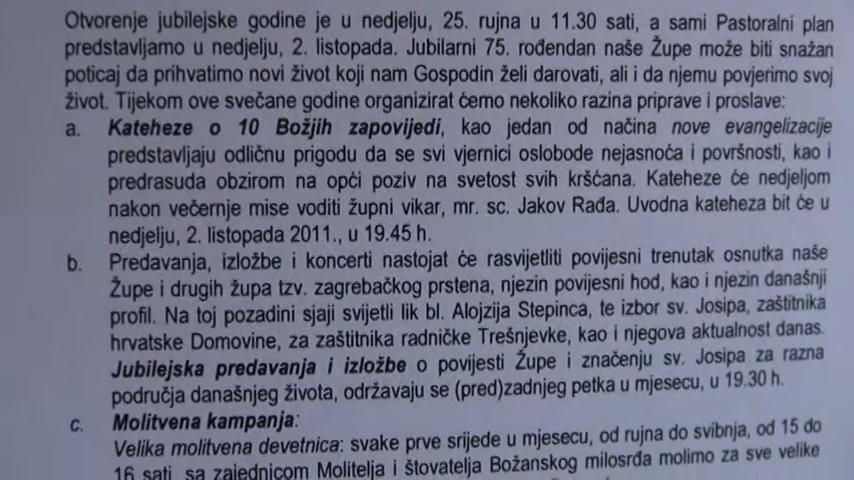 Otvorenje jubilejske godine je u nedjelju, 25. rujna u 11.30 sati, a sami Pastoralni plan
predstavljamo u nedjelju, 2. listopada. Jubilarni 75. rođendan naše Župe može biti snažan
poticaj da prihvatimo novi život koji nam Gospodin želi darovati, ali i da njemu povjerimo svoj
život. Tijekom ove svečane godine organizirat ćemo nekoliko razina priprave i proslave:
a. Kateheze o 10 Božjih zapovijedi, kao jedan od načina nove evangelizacije
predstavljaju odličnu prigodu da se svi vjernici oslobode nejasnoća i površnosti, kao i
predrasuda obzirom na opći poziv na svetost svih kršćana. Kateheze će nedjeljom
nakon večernje mise voditi župni vikar, mr. sc. Jakov Rađa. Uvodna kateheza bit će u
nedjelju, 2. listopada 2011., u 19.45 h.
b. Predavanja, izložbe i koncerti nastojat će rasvijetliti povijesni trenutak osnutka naše
Župe i drugih župa tzv. zagrebačkog prstena, njezin povijesni hod, kao i njezin današnji
profil. Na toj pozadini sjaji svijetli lik bl. Alojzija Stepinca, te izbor sv. Josipa, zaštitnika
hrvatske Domovine, za zaštitnika radničke Trešnjevke, kao i njegova aktualnost danas.
Jubilejska predavanja i izložbe o povijesti Župe i značenju sv. Josipa za razna
područja današnjeg života, održavaju se (pred)zadnjeg petka u mjesecu, u 19.30 h.
c. Molitvena kampanja:
Velika molitvena devetnica: svake prve srijede u mjesecu, od rujna do svibnja, od 15 do
16 sati, sa zajednicom Molitelja i štovatelja Božanskog milosrđa molimo za sve velike